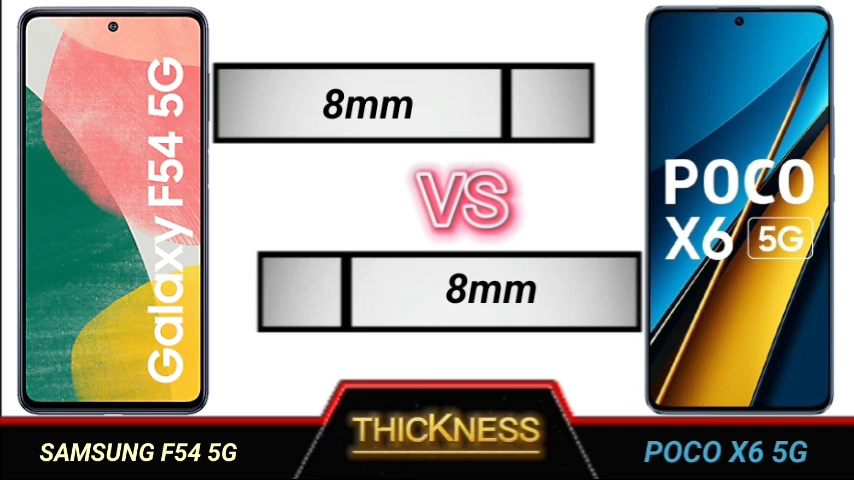 Galaxy F54 5G
8mm
VS
8mm
POCO
X6 5G
THICKNESS
SAMSUNG F54 5G
POCO X6 5G